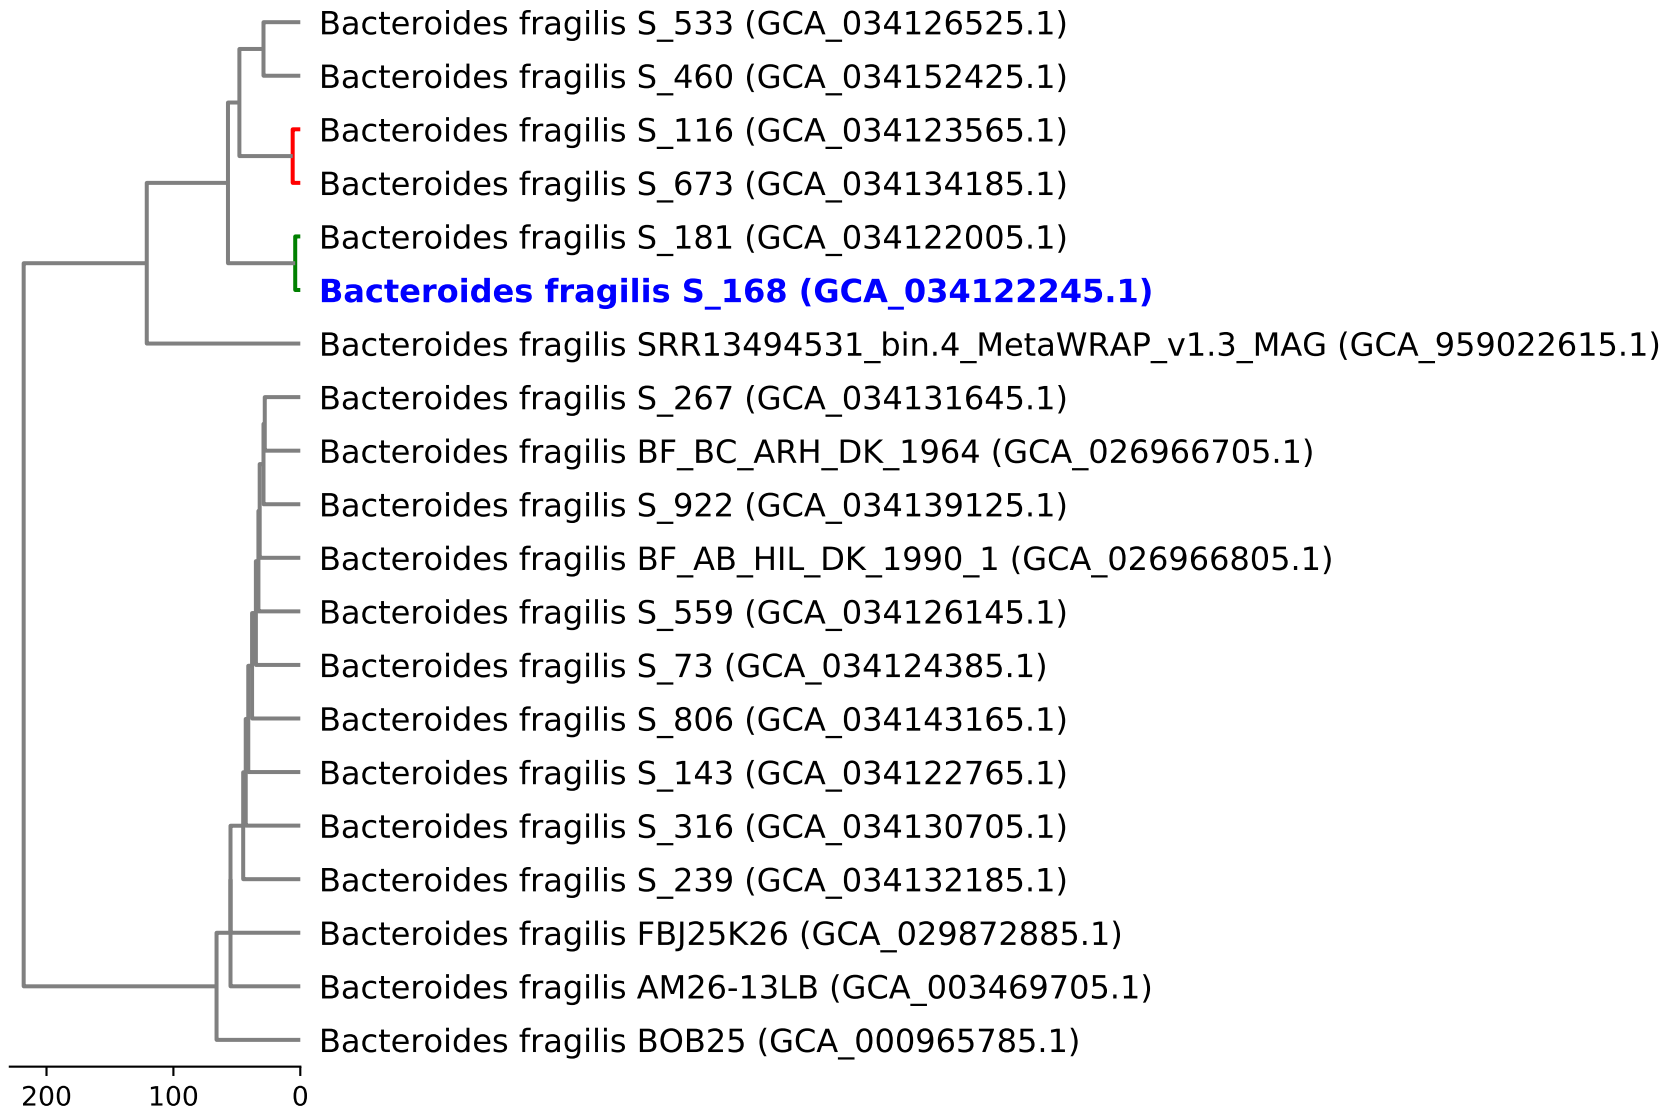 Bacteroides fragilis S_533 (GCA_034126525.1)
Bacteroides fragilis S_460 (GCA_034152425.1)
Bacteroides fragilis S_116 (GCA_034123565.1)
Bacteroides fragilis S_673 (GCA_034134185.1)
Bacteroides fragilis S_181 (GCA_034122005.1)
Bacteroides fragilis S_168 (GCA_034122245.1)
Bacteroides fragilis SRR13494531_bin.4_MetaWRAP_v1.3_MAG (GCA_959022615.1)
Bacteroides fragilis S_267 (GCA_034131645.1)
Bacteroides fragilis BF_BC_ARH_DK_1964 (GCA_026966705.1)
Bacteroides fragilis S_922 (GCA_034139125.1)
Bacteroides fragilis BF_AB_HIL_DK_1990_1 (GCA_026966805.1)
Bacteroides fragilis S_559 (GCA_034126145.1)
Bacteroides fragilis S_73 (GCA_034124385.1)
Bacteroides fragilis S_806 (GCA_034143165.1)
Bacteroides fragilis S_143 (GCA_034122765.1)
Bacteroides fragilis S_316 (GCA_034130705.1)
Bacteroides fragilis S_239 (GCA_034132185.1)
Bacteroides fragilis FBJ25K26 (GCA_029872885.1)
Bacteroides fragilis AM26-13LB (GCA_003469705.1)
Bacteroides fragilis BOB25 (GCA_000965785.1)
200 100 0